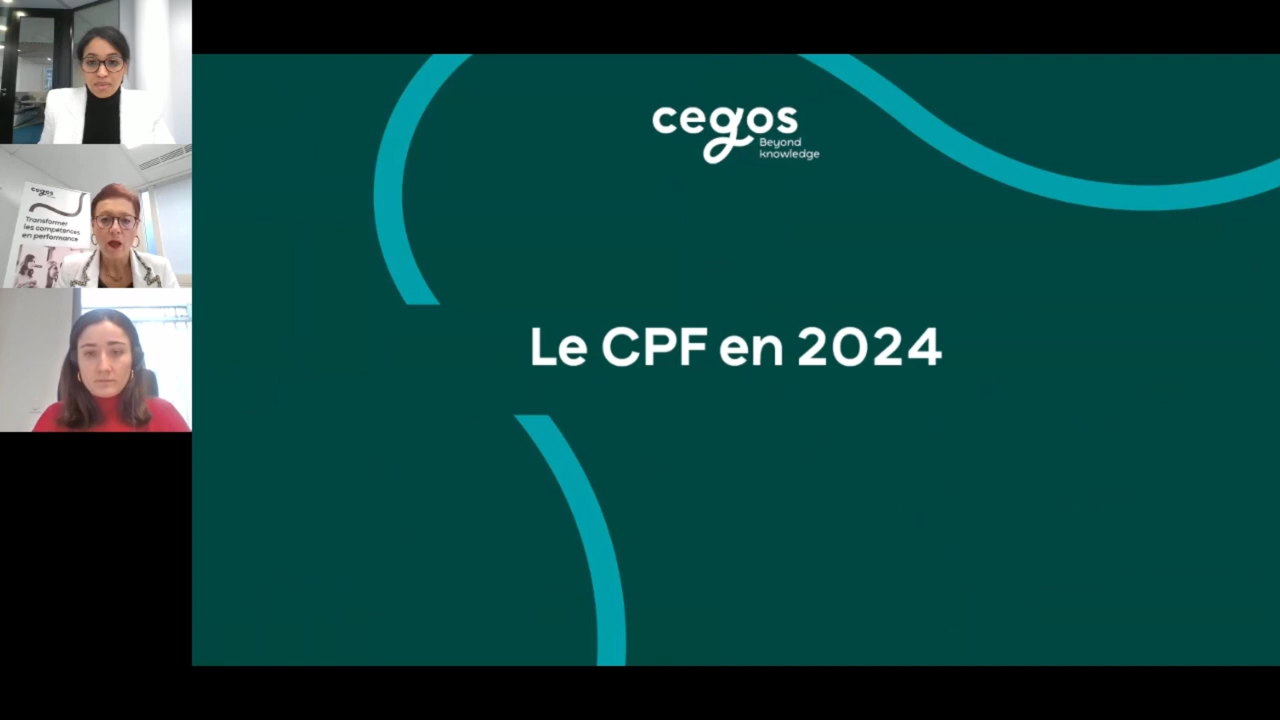 cegos
Beyond
knowledge
cegos
Transformer
les compétences
en performance
Le CPF en 2024